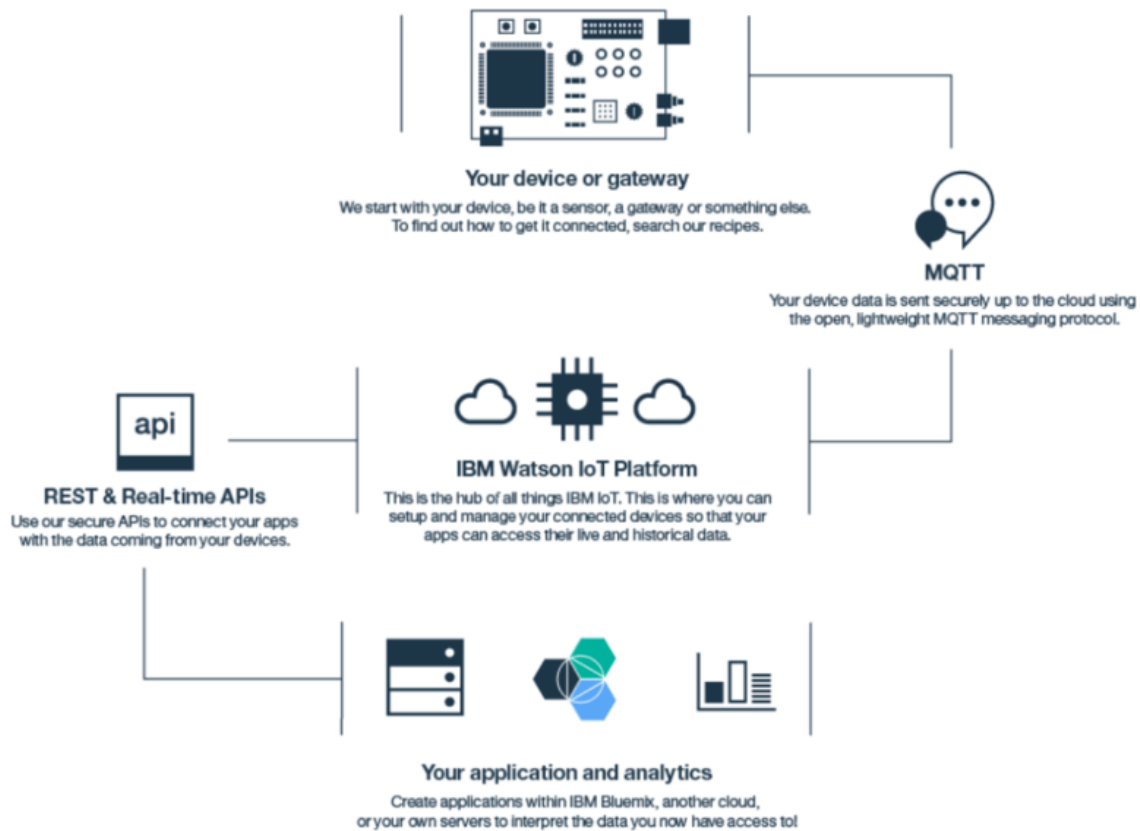 Your device or gateway
We start with your device, be it a sensor, a gateway or something else.
To find out how to get it connected, search our recipes.
MQTT
Your device data is sent securely up to the cloud using
the open, lightweight MQTT messaging protocol.
api
REST & Real-time APIs
Use our secure APIs to connect your apps
with the data coming from your devices.
IBM Watson IoT Platform
This is the hub of all things IBM IoT. This is where you can
setup and manage your connected devices so that your
apps can access their live and historical data.
Your application and analytics
Create applications within IBM Bluemix, another cloud,
or your own servers to interpret the data you now have access to!